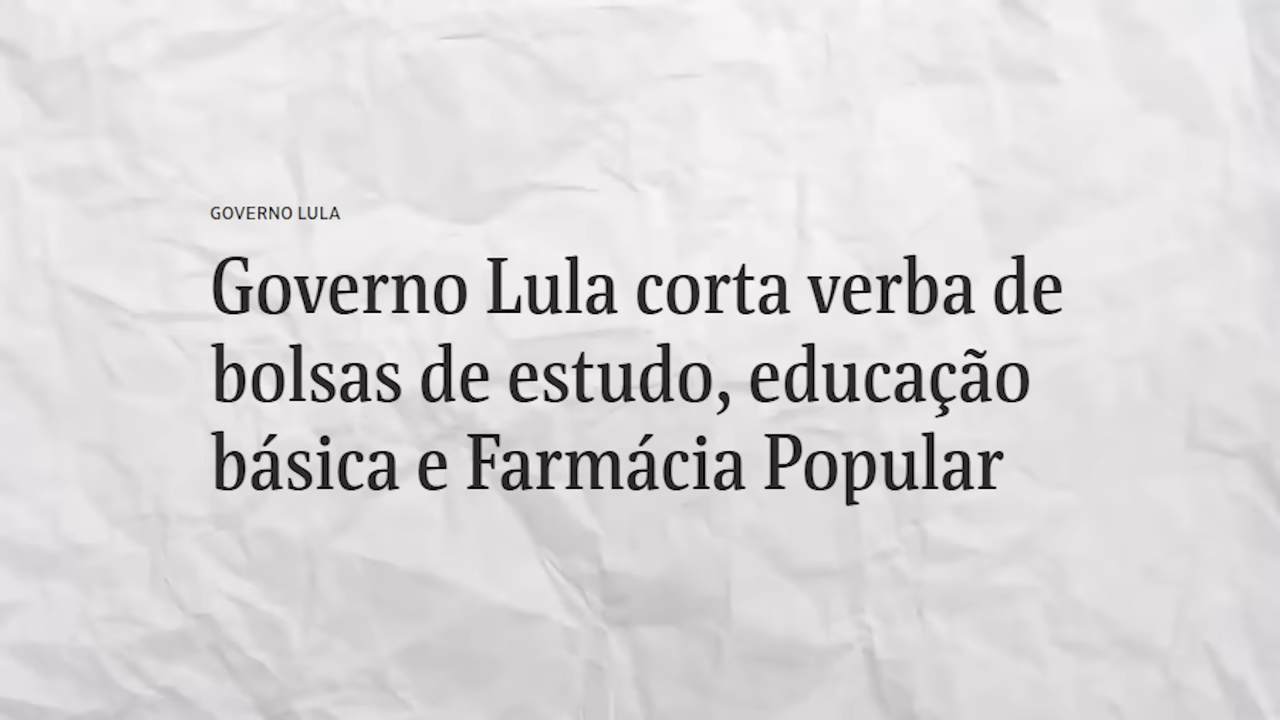 GOVERNO LULA
Governo Lula corta verba de
bolsas de estudo, educação
básica e Farmácia Popular